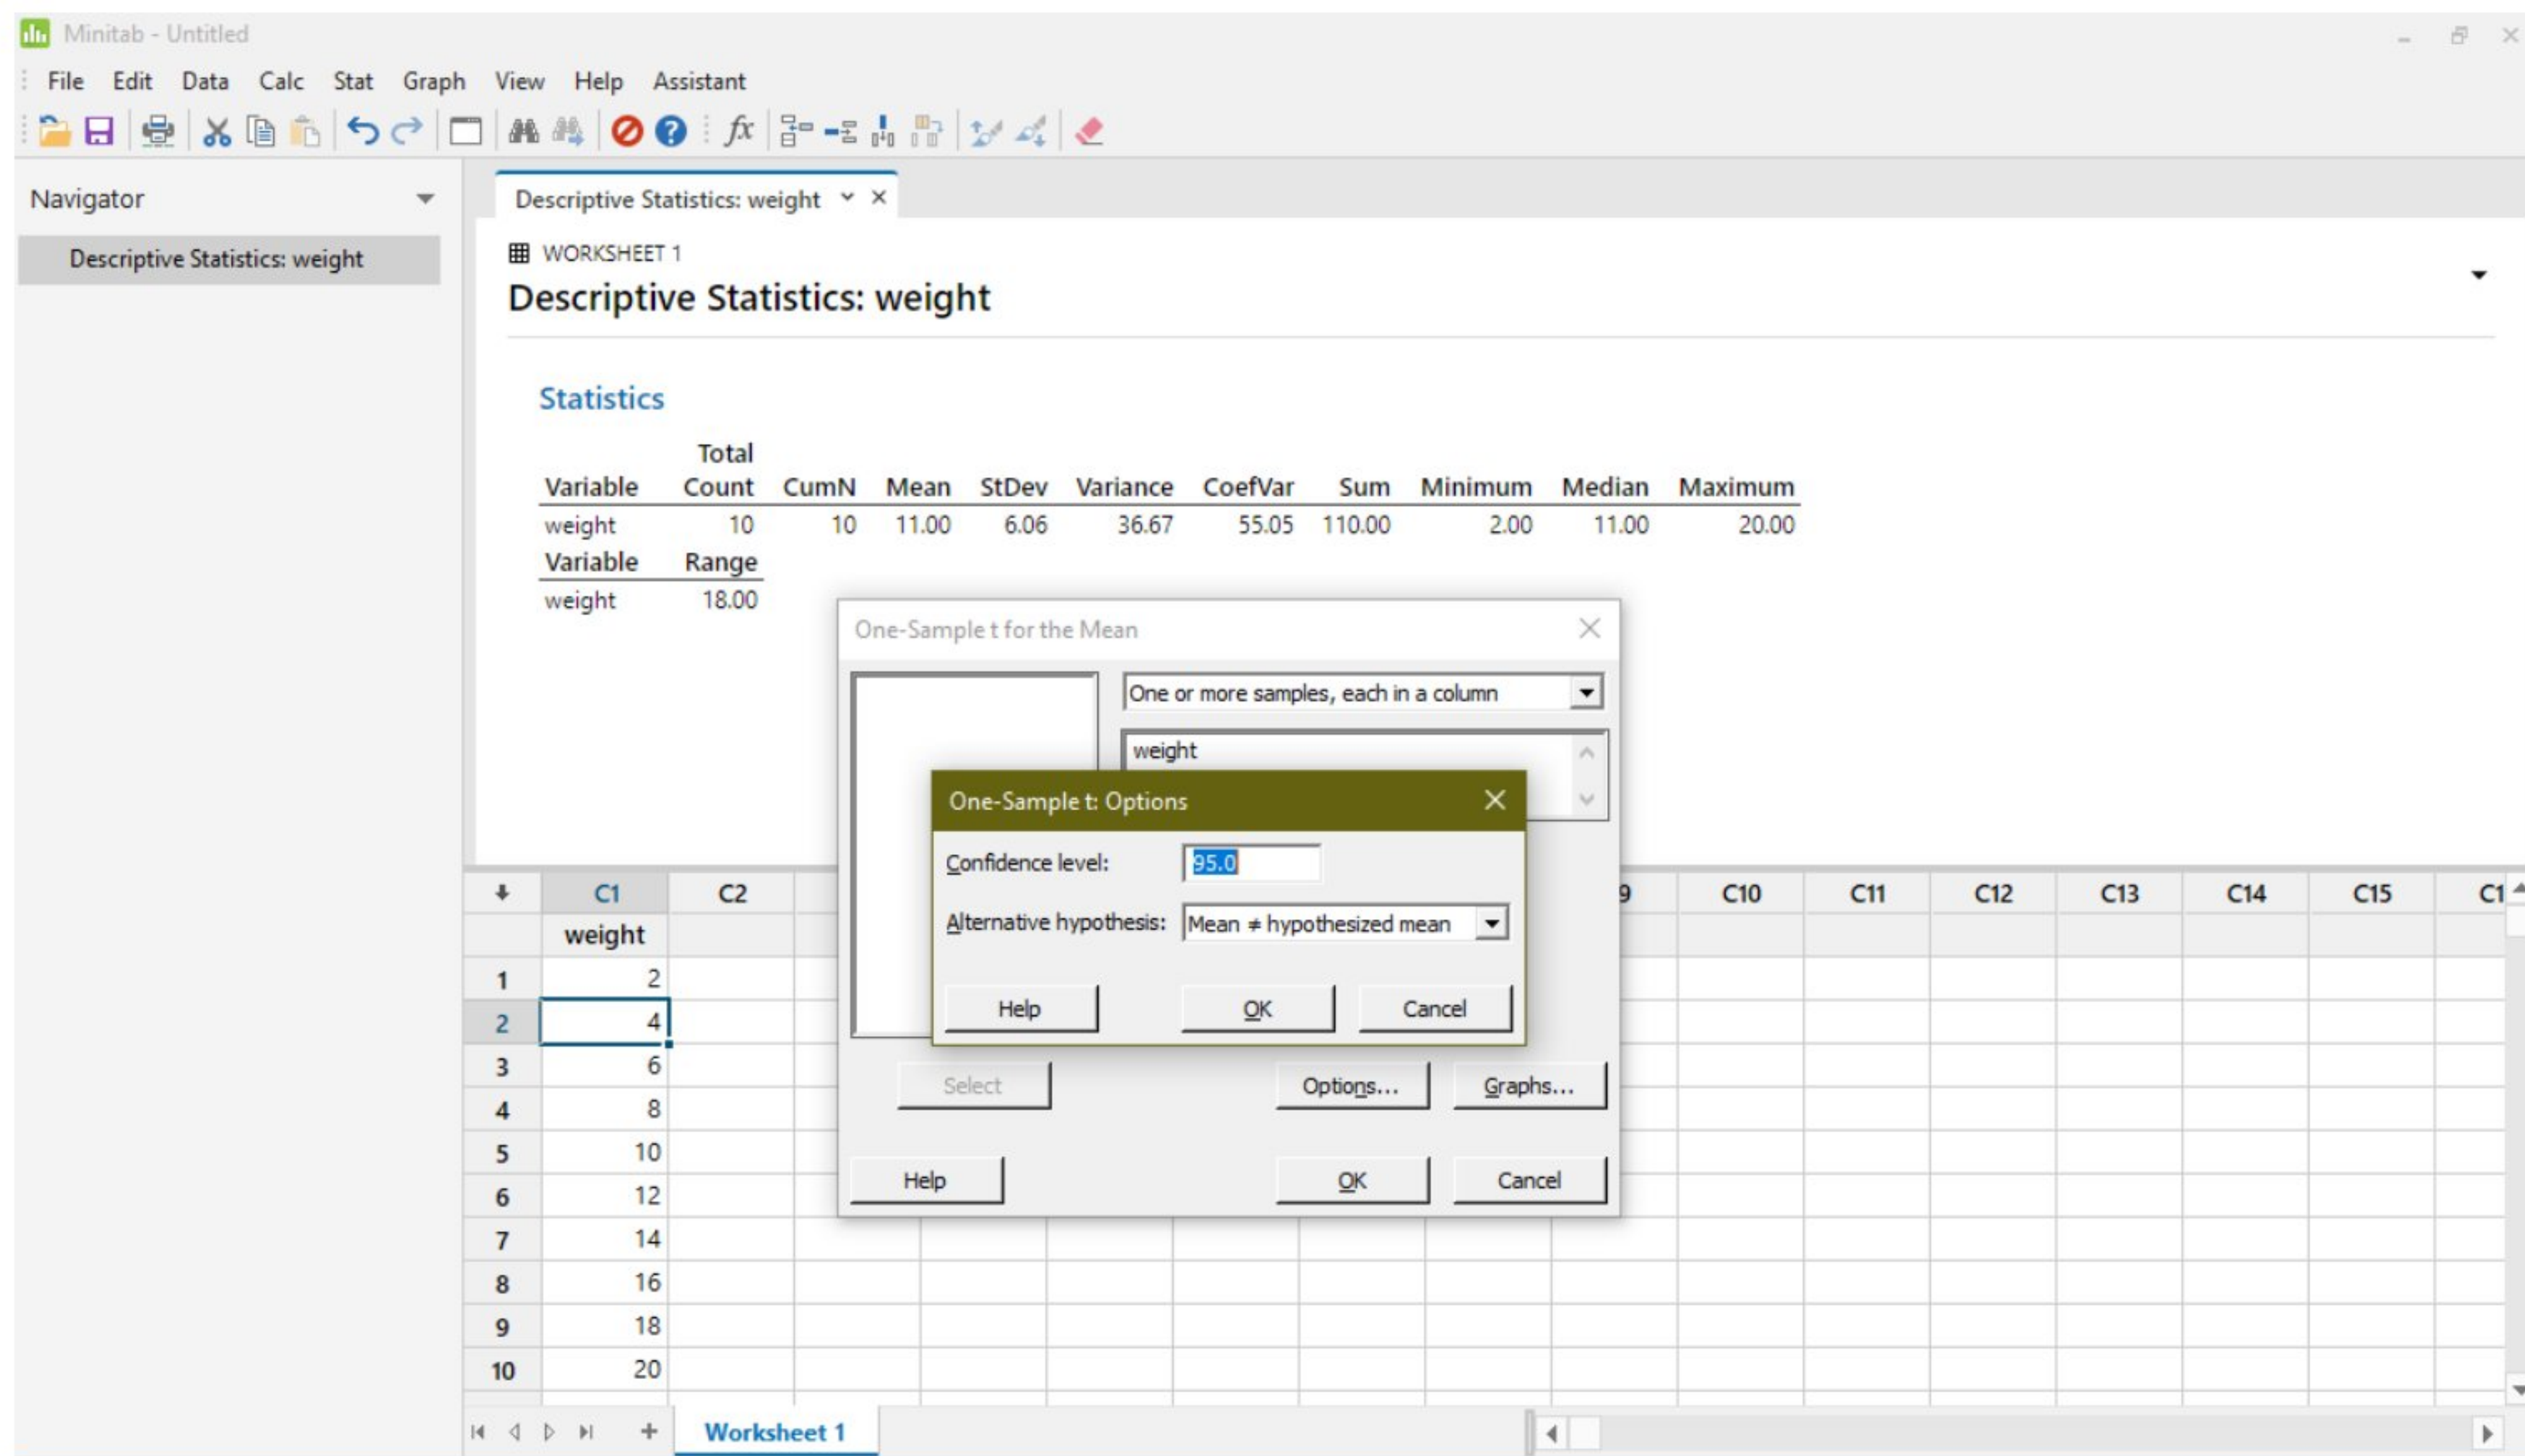 Minitab - Untitled
File Edit Data Calc Stat Graph View Help Assistant
fx
Navigator
Descriptive Statistics: weight
Descriptive Statistics: weight
WORKSHEET 1
Descriptive Statistics: weight
Statistics
Total
Variable Count CumN Mean StDev Variance CoefVar Sum Minimum Median Maximum
weight 10 10 11.00 6.06 36.67 55.05 110.00 2.00 11.00 20.00
Variable Range
weight 18.00
One-Sample t for the Mean
One or more samples, each in a column
weight
One-Sample t: Options
Confidence level: 95.0
Alternative hypothesis: Mean ≠ hypothesized mean
Help OK Cancel
Select Options... Graphs...
Help OK Cancel
C1 C2 9 C10 C11 C12 C13 C14 C15 C1
weight
1 2
2 4
3 6
4 8
5 10
6 12
7 14
8 16
9 18
10 20
Worksheet 1